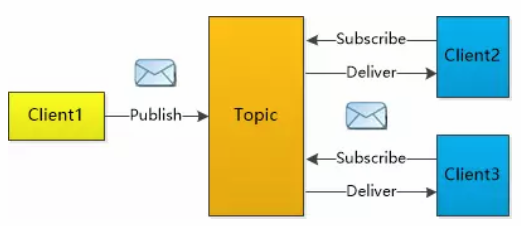 Subscribe
Client2
Deliver
Client1
Publish
Topic
Subscribe
Client3
Deliver